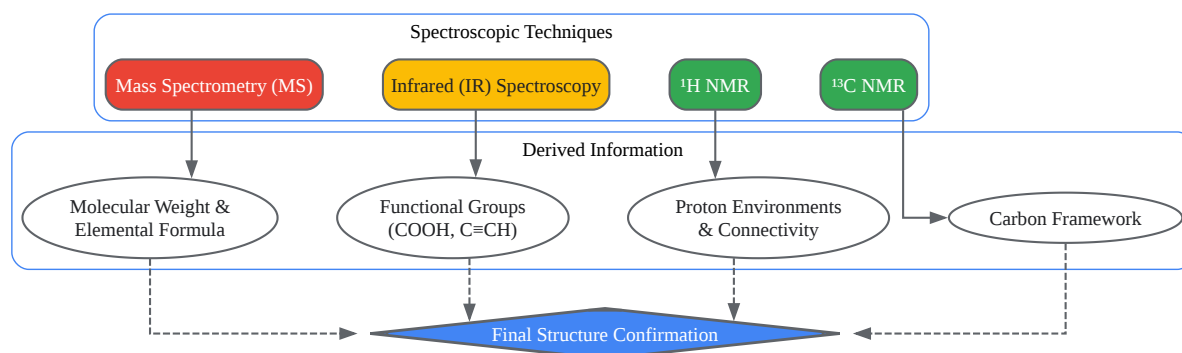 Spectroscopic Techniques
Mass Spectrometry (MS)
Infrared (IR) Spectroscopy
¹H NMR
¹³C NMR
Derived Information
Molecular Weight &
Elemental Formula
Functional Groups
(COOH, C≡CH)
Proton Environments
& Connectivity
Carbon Framework
Final Structure Confirmation